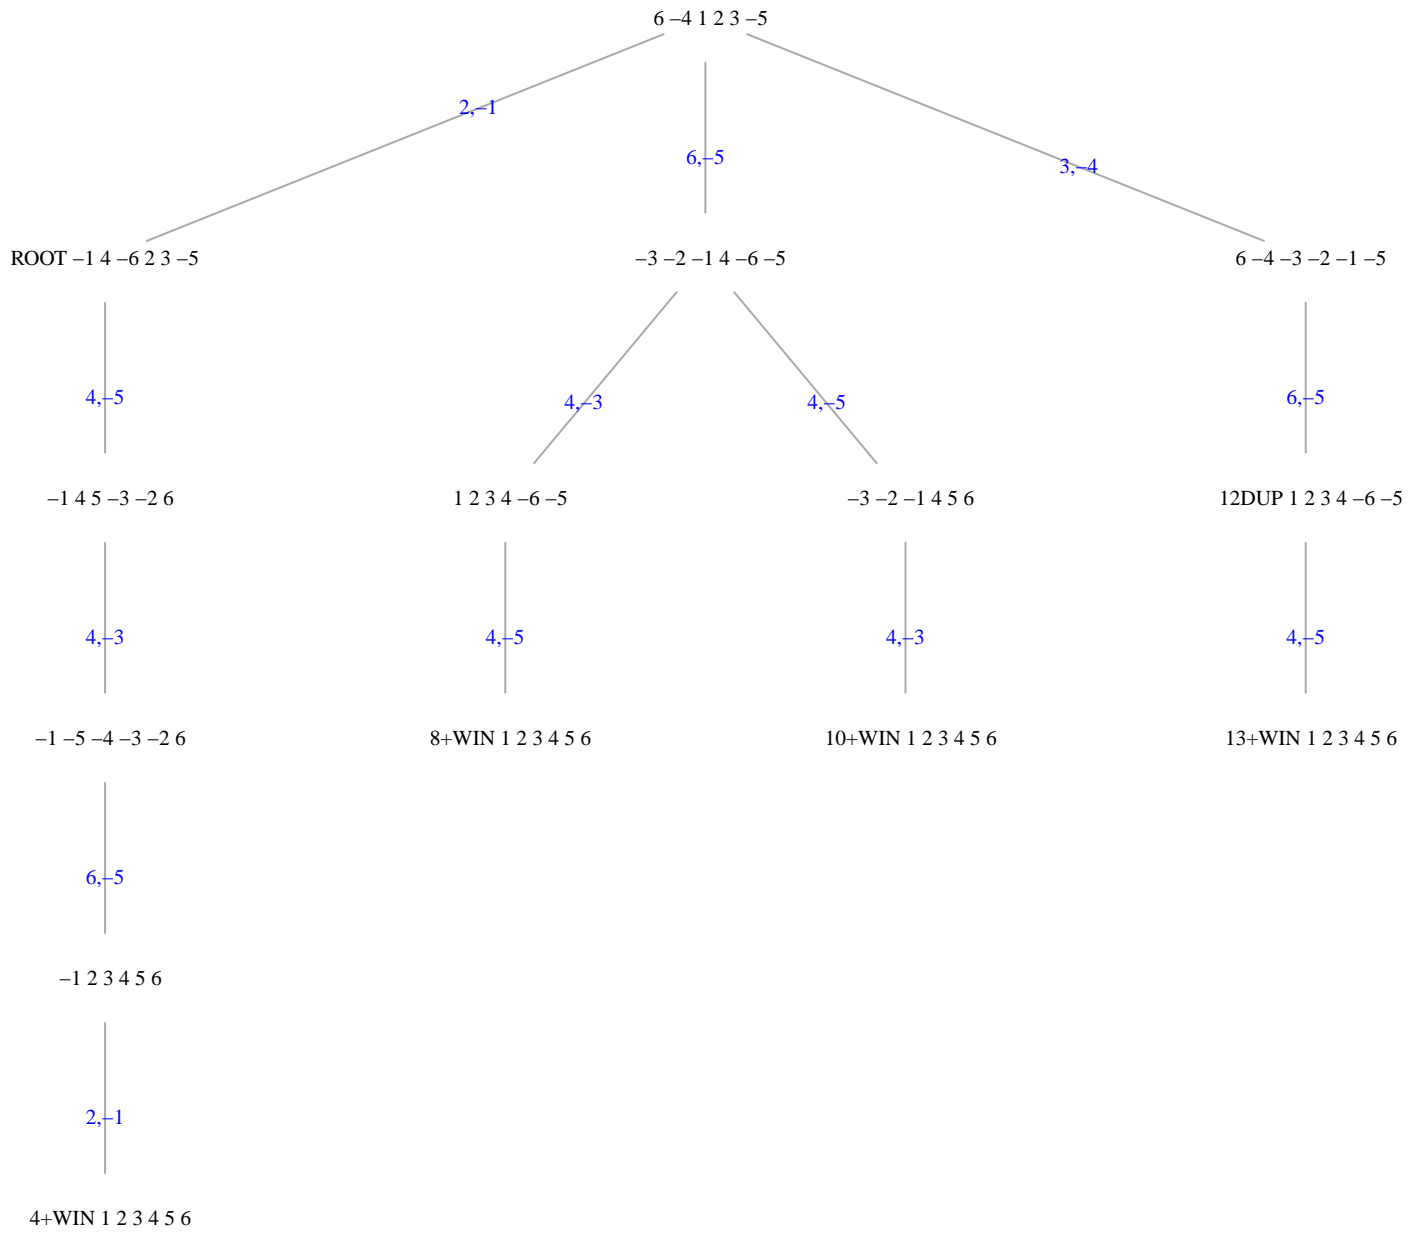 6 –4 1 2 3 –5
2,–1
6,–5
3,–4
ROOT –1 4 –6 2 3 –5
–3 –2 –1 4 –6 –5
6 –4 –3 –2 –1 –5
4,–5
4,–3
4,–5
6,–5
–1 4 5 –3 –2 6
1 2 3 4 –6 –5
–3 –2 –1 4 5 6
12DUP 1 2 3 4 –6 –5
4,–3
4,–5
4,–3
4,–5
–1 –5 –4 –3 –2 6
8+WIN 1 2 3 4 5 6
10+WIN 1 2 3 4 5 6
13+WIN 1 2 3 4 5 6
6,–5
–1 2 3 4 5 6
2,–1
4+WIN 1 2 3 4 5 6